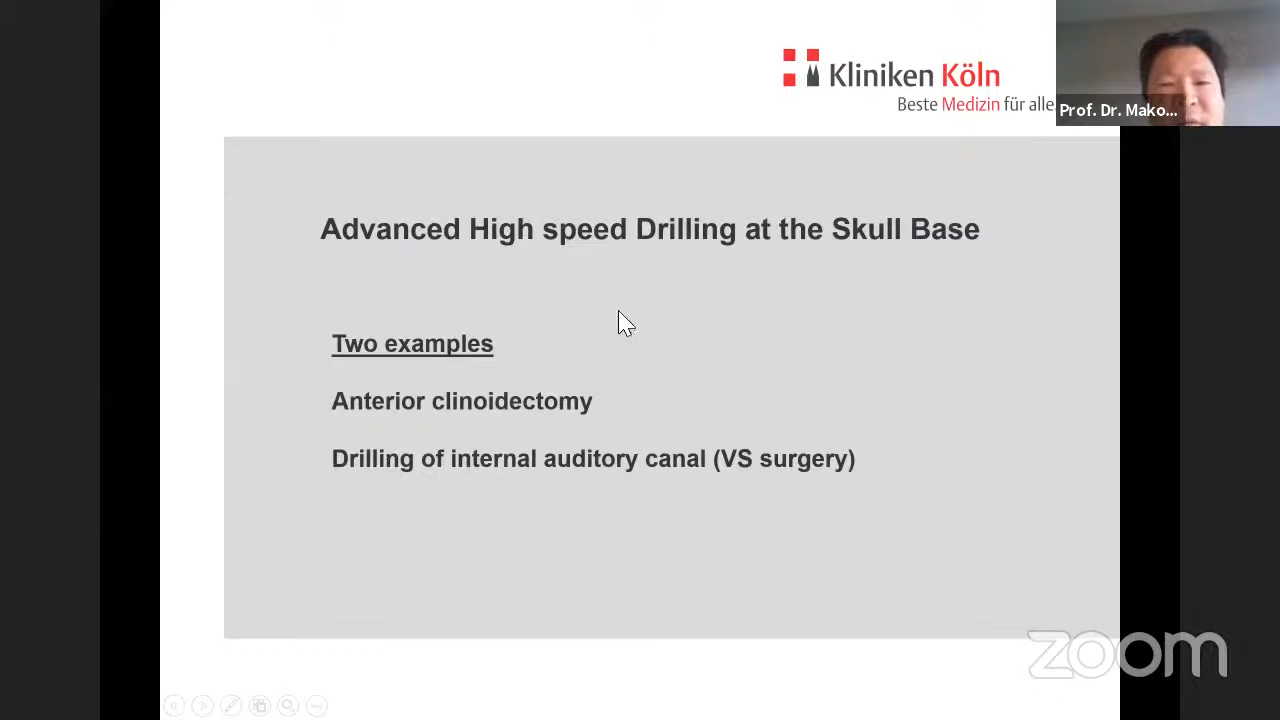 Kliniken Köln
Beste Medizin für alle
Prof. Dr. Mako...
Advanced High speed Drilling at the Skull Base
Two examples
Anterior clinoidectomy
Drilling of internal auditory canal (VS surgery)
zoom